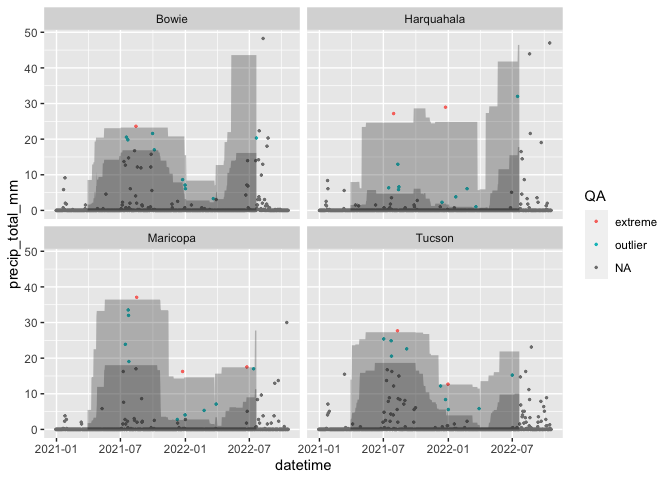 Bowie
Harquahala
50
40
30
20
10
0
Maricopa
Tucson
50
40
30
20
10
0
precip_total_mm
2021-01
2021-07
2022-01
2022-07
2021-01
2021-07
2022-01
2022-07
datetime
QA
extreme
outlier
NA